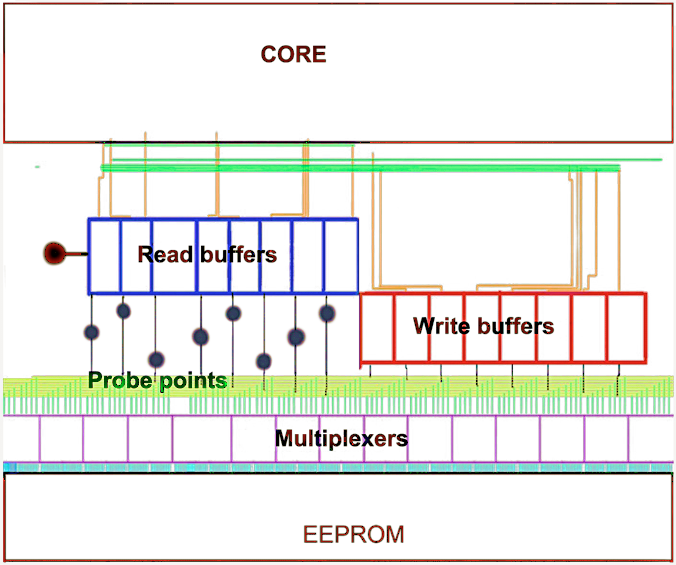 CORE
Read buffers
Write buffers
Probe points
Multiplexers
EEPROM